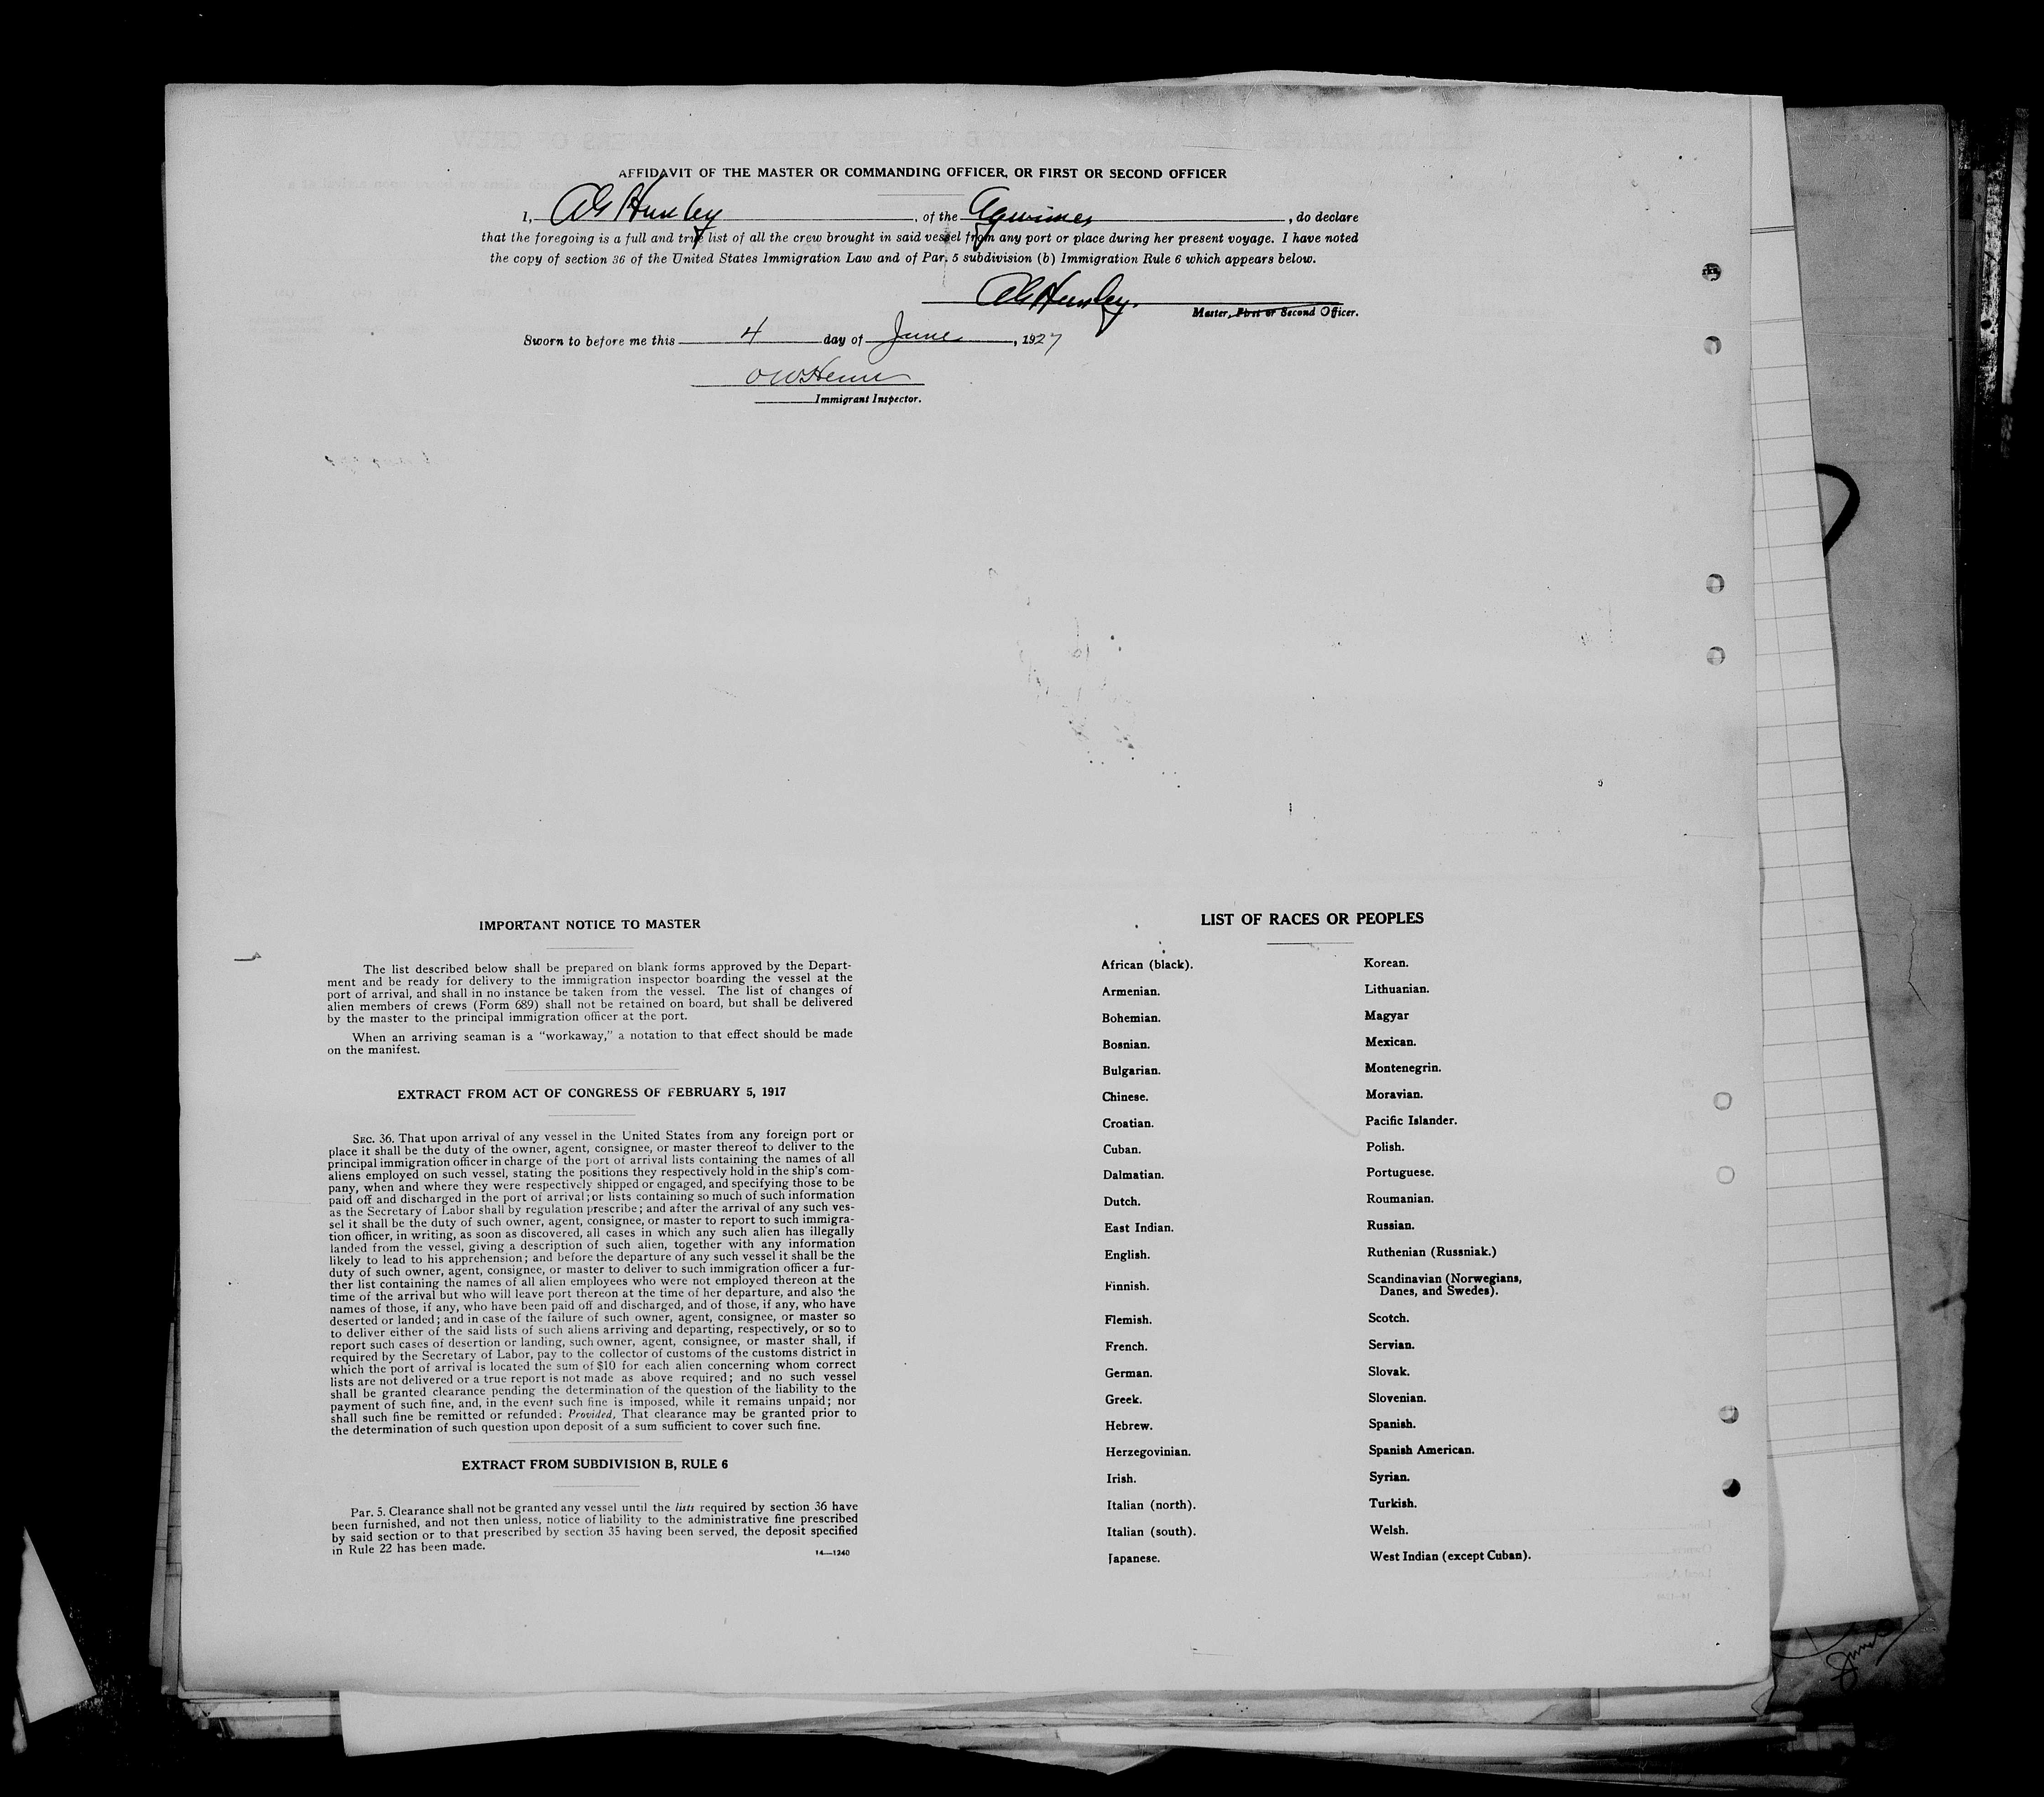 AFFIDAVIT OF THE MASTER OR COMMANDING OFFICER, OR FIRST OR SECOND OFFICER
I, AG Huxley, of the , do declare
that the foregoing is a full and true list of all the crew brought in said vessel from any port or place during her present voyage. I have noted
the copy of section 36 of the United States Immigration Law and of Par. 5 subdivision (b) Immigration Rule 6 which appears below.
AG Huxley.
Master, First or Second Officer.
Sworn to before me this 4 day of June, 1927
Immigrant Inspector.
IMPORTANT NOTICE TO MASTER
The list described below shall be prepared on blank forms approved by the Depart-
ment and be ready for delivery to the immigration inspector boarding the vessel at the
port of arrival, and shall in no instance be taken from the vessel. The list of changes of
alien members of crews (Form 689) shall not be retained on board, but shall be delivered
by the master to the principal immigration officer at the port.
When an arriving seaman is a "workaway," a notation to that effect should be made
on the manifest.
EXTRACT FROM ACT OF CONGRESS OF FEBRUARY 5, 1917
SEC. 36. That upon arrival of any vessel in the United States from any foreign port or
place it shall be the duty of the owner, agent, consignee, or master thereof to deliver to the
principal immigration officer in charge of the port of arrival lists containing the names of all
aliens employed on such vessel, stating the positions they respectively hold in the ship's com-
pany, when and where they were respectively shipped or engaged, and specifying those to be
paid off and discharged in the port of arrival; or lists containing so much of such information
as the Secretary of Labor shall by regulation prescribe; and after the arrival of any such ves-
sel it shall be the duty of such owner, agent, consignee, or master to report to such immigra-
tion officer, in writing, as soon as discovered, all cases in which any such alien has illegally
landed from the vessel, giving a description of such alien, together with any information
likely to lead to his apprehension; and before the departure of any such vessel it shall be the
duty of such owner, agent, consignee, or master to deliver to such immigration officer a fur-
ther list containing the names of all alien employees who were not employed thereon at the
time of the arrival but who will leave port thereon at the time of her departure, and also the
names of those, if any, who have been paid off and discharged, and of those, if any, who have
deserted or landed; and in case of the failure of such owner, agent, consignee, or master so
to deliver either of the said lists of such aliens arriving and departing, respectively, or so to
report such cases of desertion or landing, such owner, agent, consignee, or master shall, if
required by the Secretary of Labor, pay to the collector of customs of the customs district in
which the port of arrival is located the sum of $10 for each alien concerning whom correct
lists are not delivered or a true report is not made as above required; and no such vessel
shall be granted clearance pending the determination of the question of the liability to the
payment of such fine, and, in the event such fine is imposed, while it remains unpaid; nor
shall such fine be remitted or refunded: Provided, That clearance may be granted prior to
the determination of such question upon deposit of a sum sufficient to cover such fine.
EXTRACT FROM SUBDIVISION B, RULE 6
Par. 5. Clearance shall not be granted any vessel until the lists required by section 36 have
been furnished, and not then unless, notice of liability to the administrative fine prescribed
by said section or to that prescribed by section 35 having been served, the deposit specified
in Rule 22 has been made.
14—1240
LIST OF RACES OR PEOPLES
African (black).
Armenian.
Bohemian.
Bosnian.
Bulgarian.
Chinese.
Croatian.
Cuban.
Dalmatian.
Dutch.
East Indian.
English.
Finnish.
Flemish.
French.
German.
Greek.
Hebrew.
Herzegovinian.
Irish.
Italian (north).
Italian (south).
Japanese.
Korean.
Lithuanian.
Magyar
Mexican.
Montenegrin.
Moravian.
Pacific Islander.
Polish.
Portuguese.
Roumanian.
Russian.
Ruthenian (Russniak.)
Scandinavian (Norwegians,
Danes, and Swedes).
Scotch.
Servian.
Slovak.
Slovenian.
Spanish.
Spanish American.
Syrian.
Turkish.
Welsh.
West Indian (except Cuban).
June